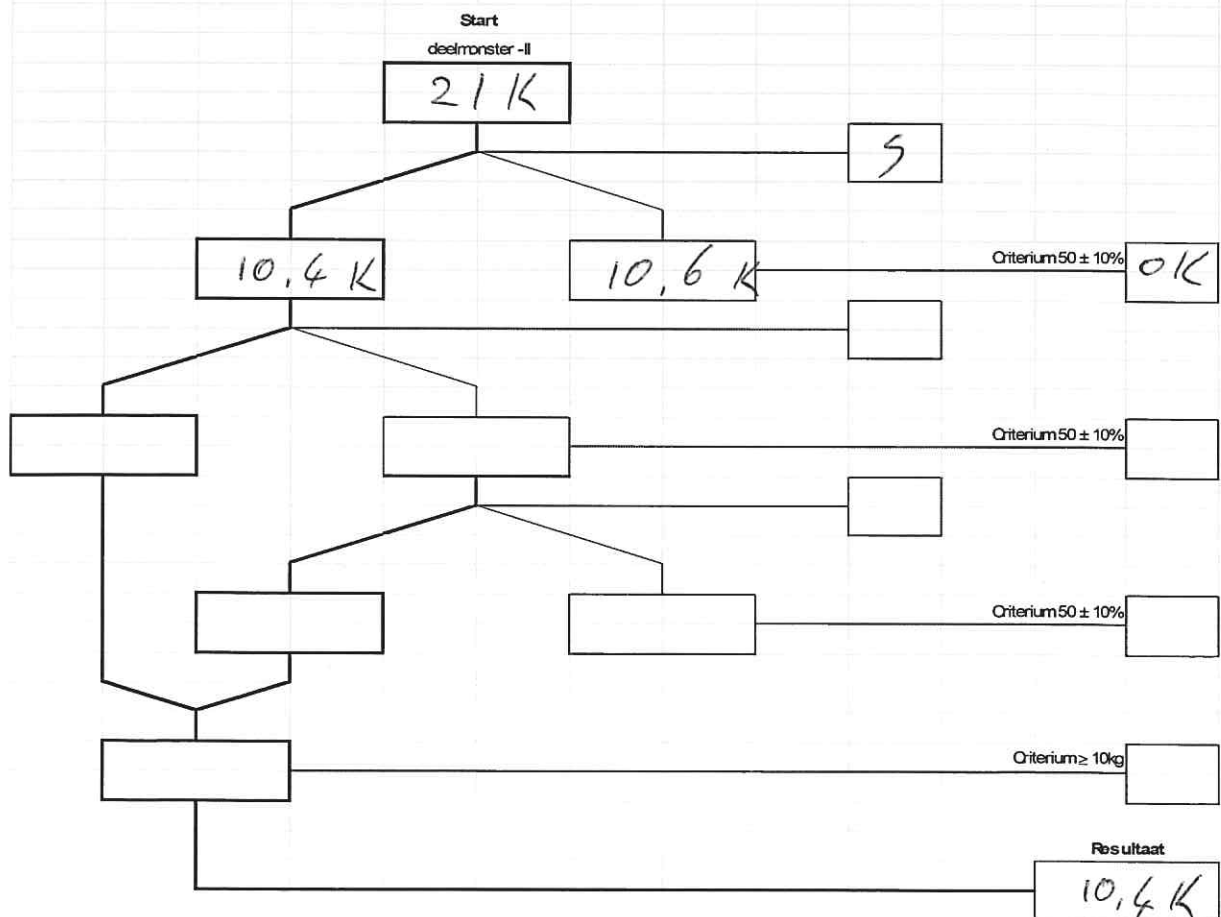 Start
deelmonster -II
21 K
5
10,4 K
10,6 K
Criterium 50 ± 10%
OK
Criterium 50 ± 10%
Criterium 50 ± 10%
Criterium ≥ 10kg
Resultaat
10,4 K